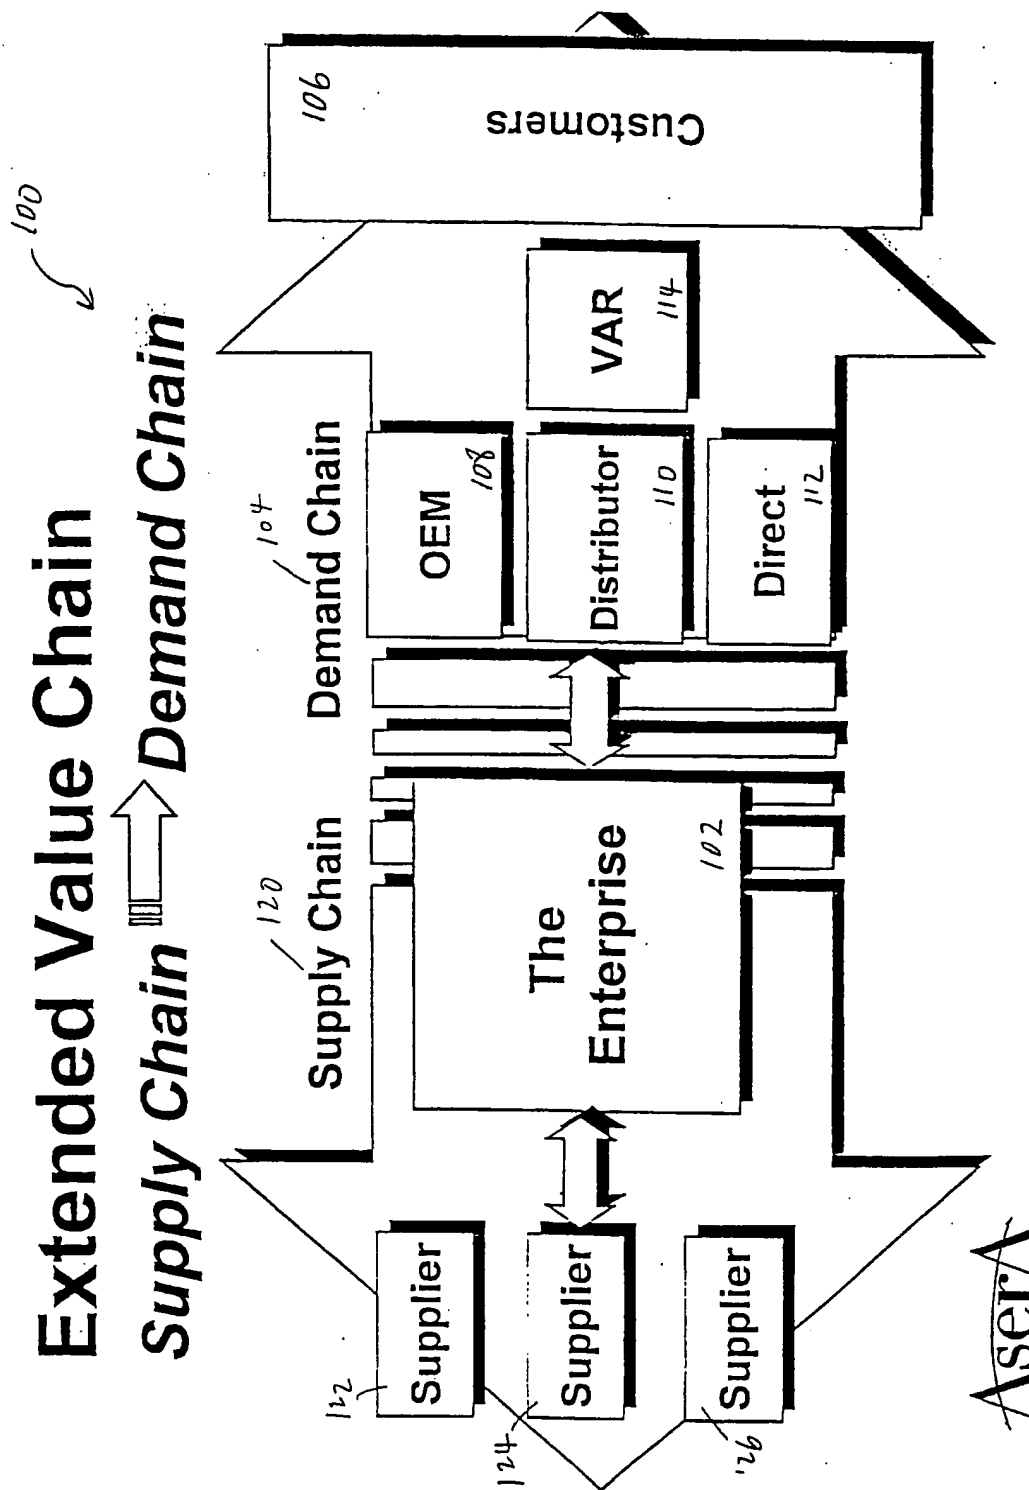 100
Extended Value Chain
Supply Chain Demand Chain
120
104
Supply Chain
Demand Chain
122
Supplier
124
Supplier
Supplier
The
Enterprise
102
OEM
108
Distributor
110
Direct
112
VAR
114
106
Customers